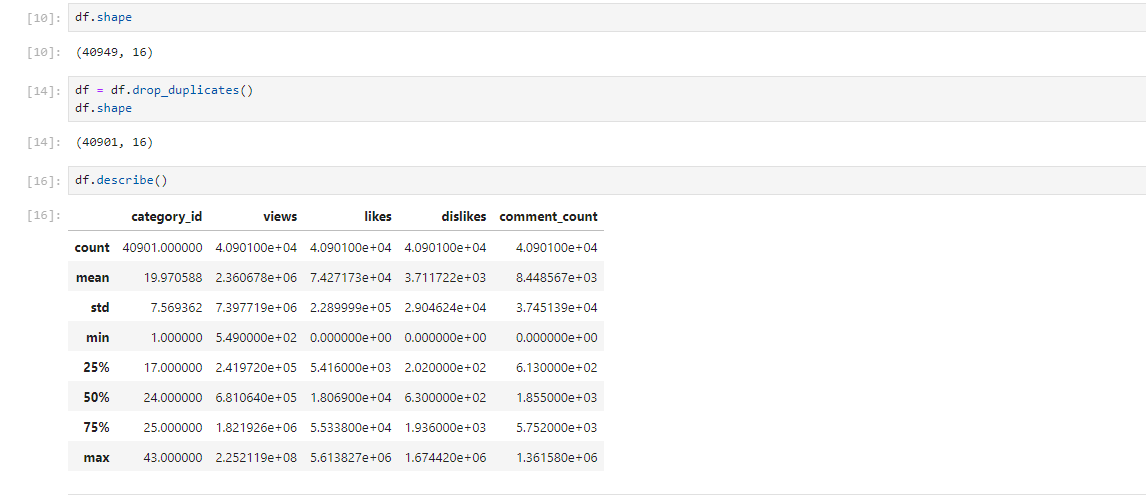 [10]: df.shape
[10]: (40949, 16)
[14]: df = df.drop_duplicates()
df.shape
[14]: (40901, 16)
[16]: df.describe()
[16]:
category_id views likes dislikes comment_count
count 40901.000000 4.090100e+04 4.090100e+04 4.090100e+04 4.090100e+04
mean 19.970588 2.360678e+06 7.427173e+04 3.711722e+03 8.448567e+03
std 7.569362 7.397719e+06 2.289999e+05 2.904624e+04 3.745139e+04
min 1.000000 5.490000e+02 0.000000e+00 0.000000e+00 0.000000e+00
25% 17.000000 2.419720e+05 5.416000e+03 2.020000e+02 6.130000e+02
50% 24.000000 6.810640e+05 1.806900e+04 6.300000e+02 1.855000e+03
75% 25.000000 1.821926e+06 5.533800e+04 1.936000e+03 5.752000e+03
max 43.000000 2.252119e+08 5.613827e+06 1.674420e+06 1.361580e+06